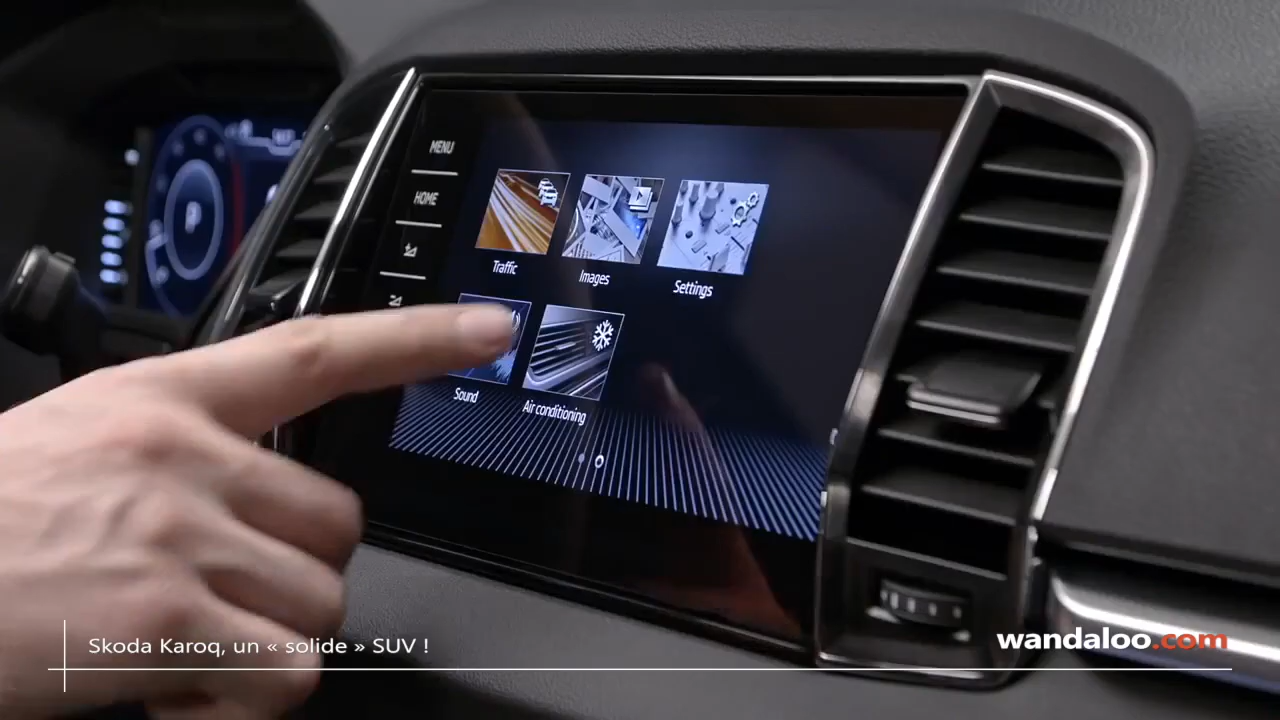 P
MENU
HOME
Traffic
Images
Settings
Sound
Air conditioning
Skoda Karoq, un « solide » SUV !
wandaloo.com